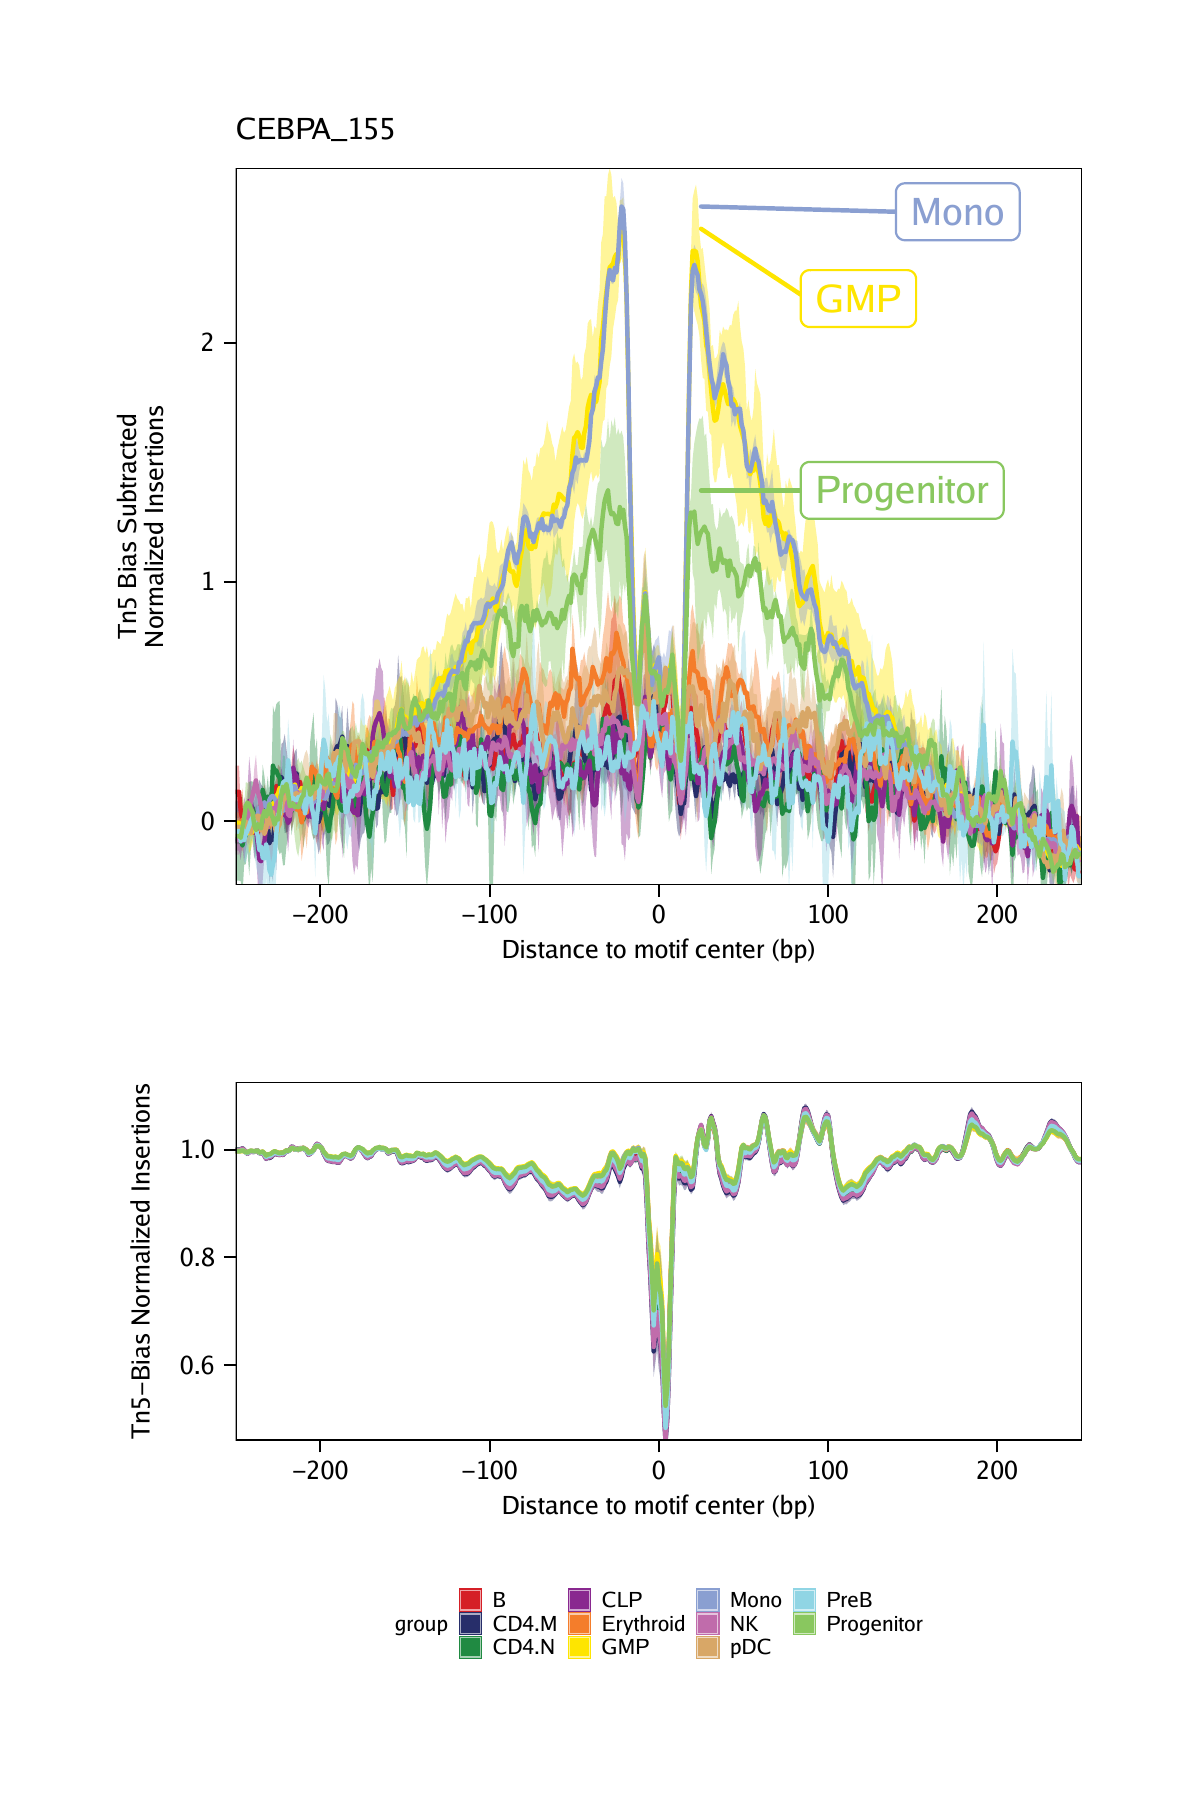 CEBPA_155
Mono
GMP
Progenitor
2
1
0
Tn5 Bias Subtracted
Normalized Insertions
−200 −100 0 100 200
Distance to motif center (bp)
1.0
0.8
0.6
Tn5−Bias Normalized Insertions
−200 −100 0 100 200
Distance to motif center (bp)
B CLP Mono PreB
group CD4.M Erythroid NK Progenitor
CD4.N GMP pDC